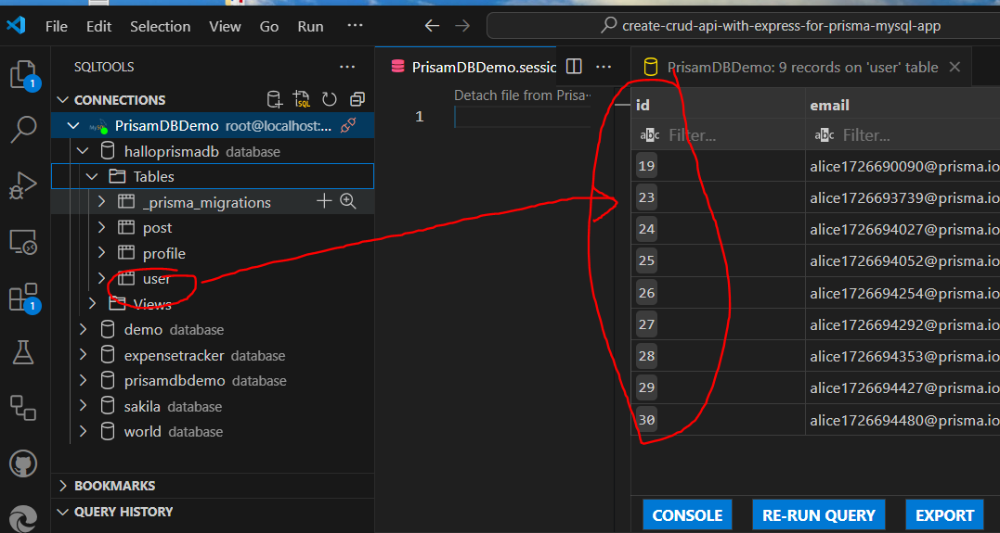 File Edit Selection View Go Run ··· create-crud-api-with-express-for-prisma-mysql-app
SQLTOOLS ···
CONNECTIONS
PrisamDBDemo root@localhost:...
halloprismadb database
Tables
_prisma_migrations
post
profile
user
Views
demo database
expensetracker database
prisamdbdemo database
sakila database
world database
BOOKMARKS
QUERY HISTORY
1
1
PrisamDBDemo.sessio ···
Detach file from Prisa··
1
PrisamDBDemo: 9 records on 'user' table
id email
abc Filter... abc Filter...
19 alice1726690090@prisma.io
23 alice1726693739@prisma.io
24 alice1726694027@prisma.io
25 alice1726694052@prisma.io
26 alice1726694254@prisma.io
27 alice1726694292@prisma.io
28 alice1726694353@prisma.io
29 alice1726694427@prisma.io
30 alice1726694480@prisma.io
CONSOLE RE-RUN QUERY EXPORT